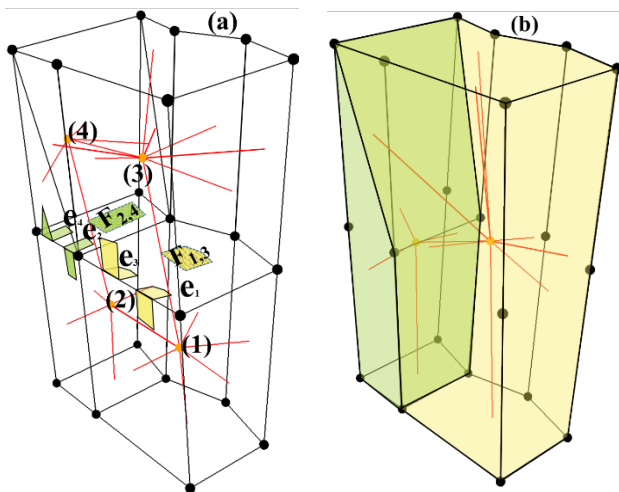 (a)
(b)
(4)
(3)
e₄
F₂,₄
e₂
e₃
F₁,₃
e₁
(2)
(1)